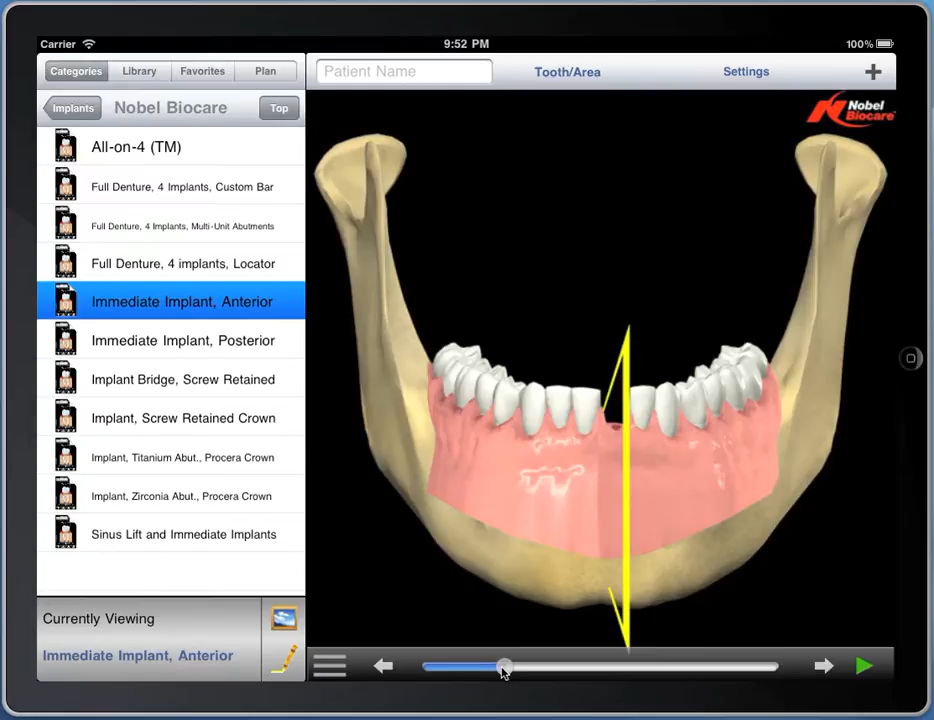 Carrier
9:52 PM
100%
Categories
Library
Favorites
Plan
Patient Name
Tooth/Area
Settings
Implants
Nobel Biocare
Top
Nobel
Biocare
All-on-4 (TM)
Full Denture, 4 Implants, Custom Bar
Full Denture, 4 Implants, Multi-Unit Abutments
Full Denture, 4 implants, Locator
Immediate Implant, Anterior
Immediate Implant, Posterior
Implant Bridge, Screw Retained
Implant, Screw Retained Crown
Implant, Titanium Abut., Procera Crown
Implant, Zirconia Abut., Procera Crown
Sinus Lift and Immediate Implants
Currently Viewing
Immediate Implant, Anterior